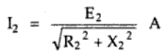 I₂ = E₂ / √(R₂² + X₂²) A